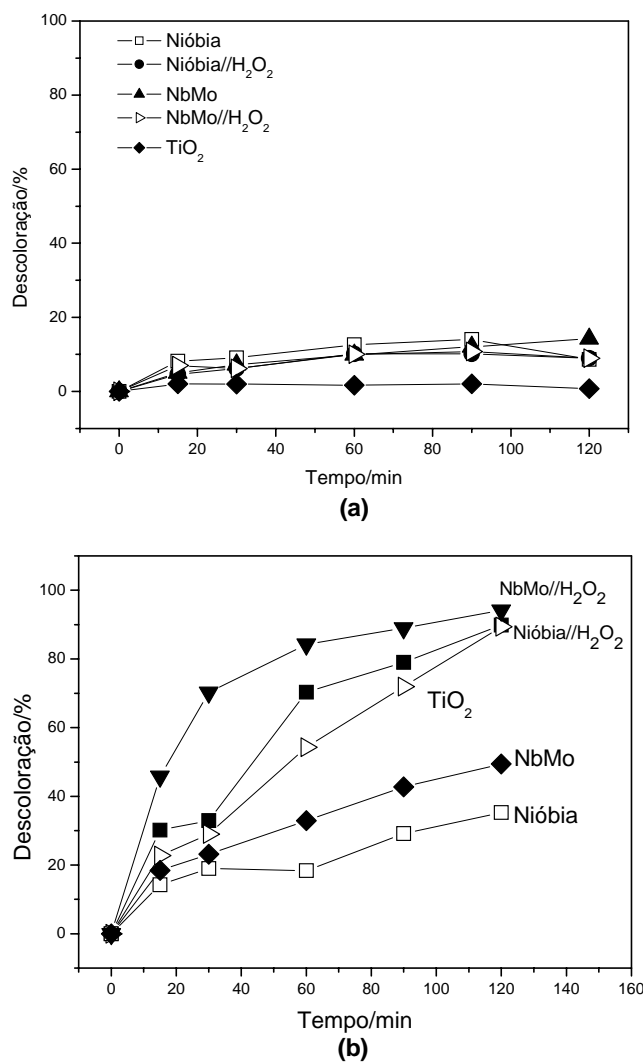 100
80
60
40
20
0
Descoloração/%
Nióbia
Nióbia//H₂O₂
NbMo
NbMo//H₂O₂
TiO₂
0 20 40 60 80 100 120
Tempo/min
(a)
100
80
60
40
20
0
Descoloração/%
NbMo//H₂O₂
Nióbia//H₂O₂
TiO₂
NbMo
Nióbia
0 20 40 60 80 100 120 140 160
Tempo/min
(b)